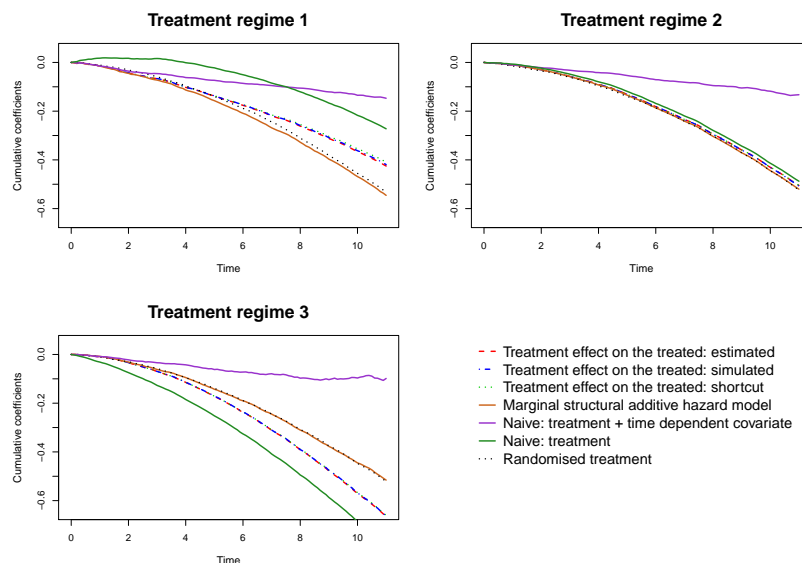 Treatment regime 1
Cumulative coefficients
0.0
-0.2
-0.4
-0.6
0 2 4 6 8 10
Time
Treatment regime 2
Cumulative coefficients
0.0
-0.2
-0.4
-0.6
0 2 4 6 8 10
Time
Treatment regime 3
Cumulative coefficients
0.0
-0.2
-0.4
-0.6
0 2 4 6 8 10
Time
Treatment effect on the treated: estimated
Treatment effect on the treated: simulated
Treatment effect on the treated: shortcut
Marginal structural additive hazard model
Naive: treatment + time dependent covariate
Naive: treatment
Randomised treatment